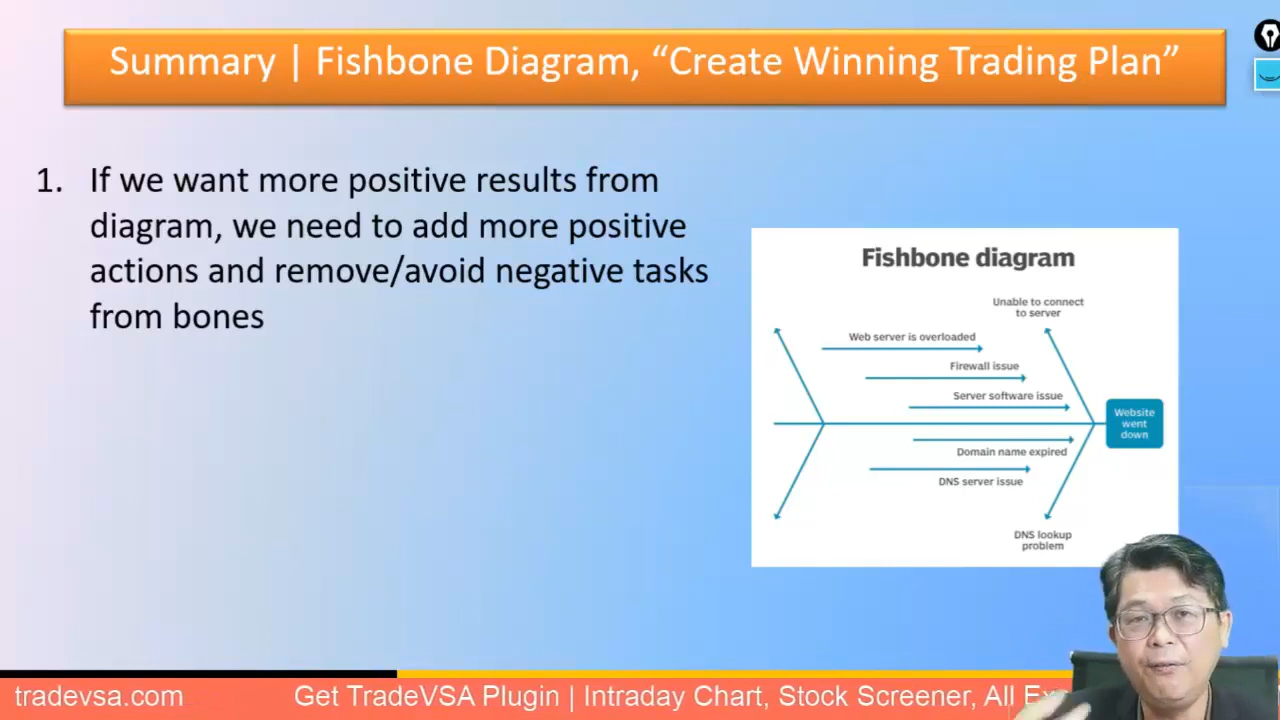 Summary | Fishbone Diagram, “Create Winning Trading Plan”
1. If we want more positive results from
diagram, we need to add more positive
actions and remove/avoid negative tasks
from bones
Fishbone diagram
Unable to connect
to server
Web server is overloaded
Firewall issue
Server software issue
Website
went
down
Domain name expired
DNS server issue
DNS lookup
problem
tradevsa.com
Get TradeVSA Plugin | Intraday Chart, Stock Screener, All